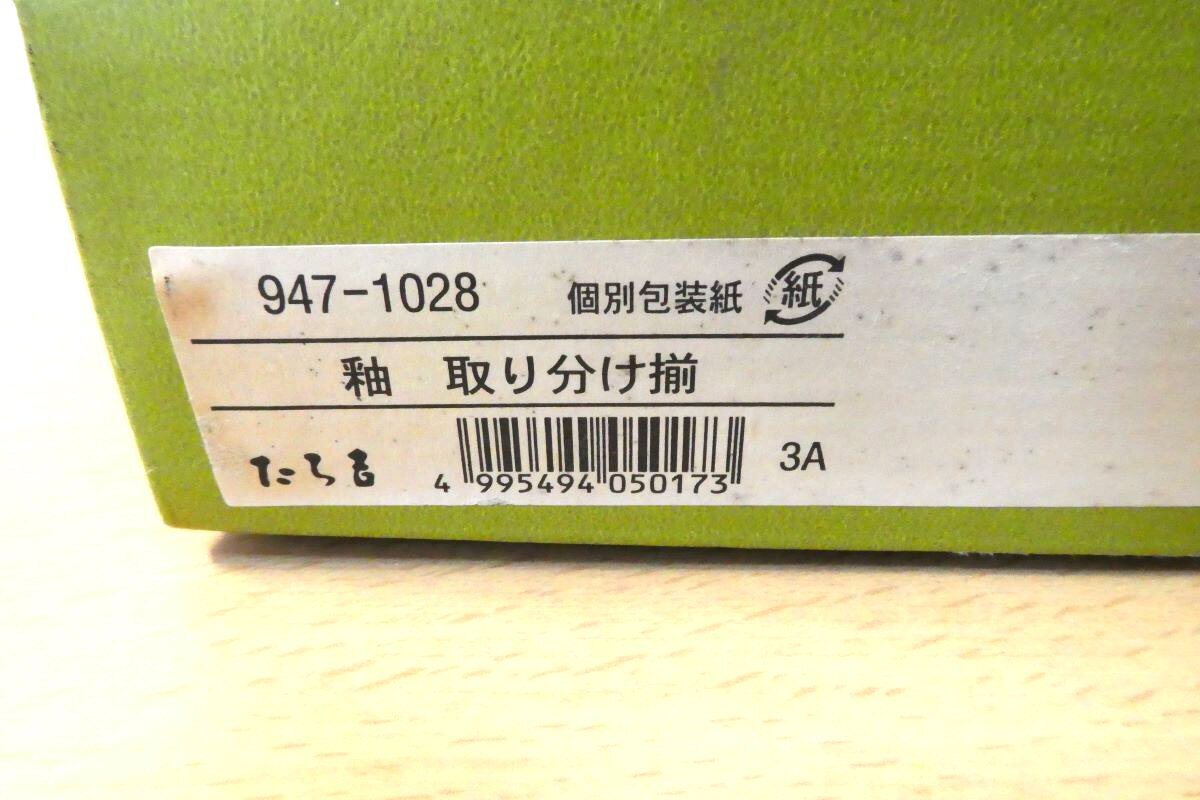 947-1028 個別包装紙 紙
釉 取り分け揃
たち吉 4 995494 050173 3A